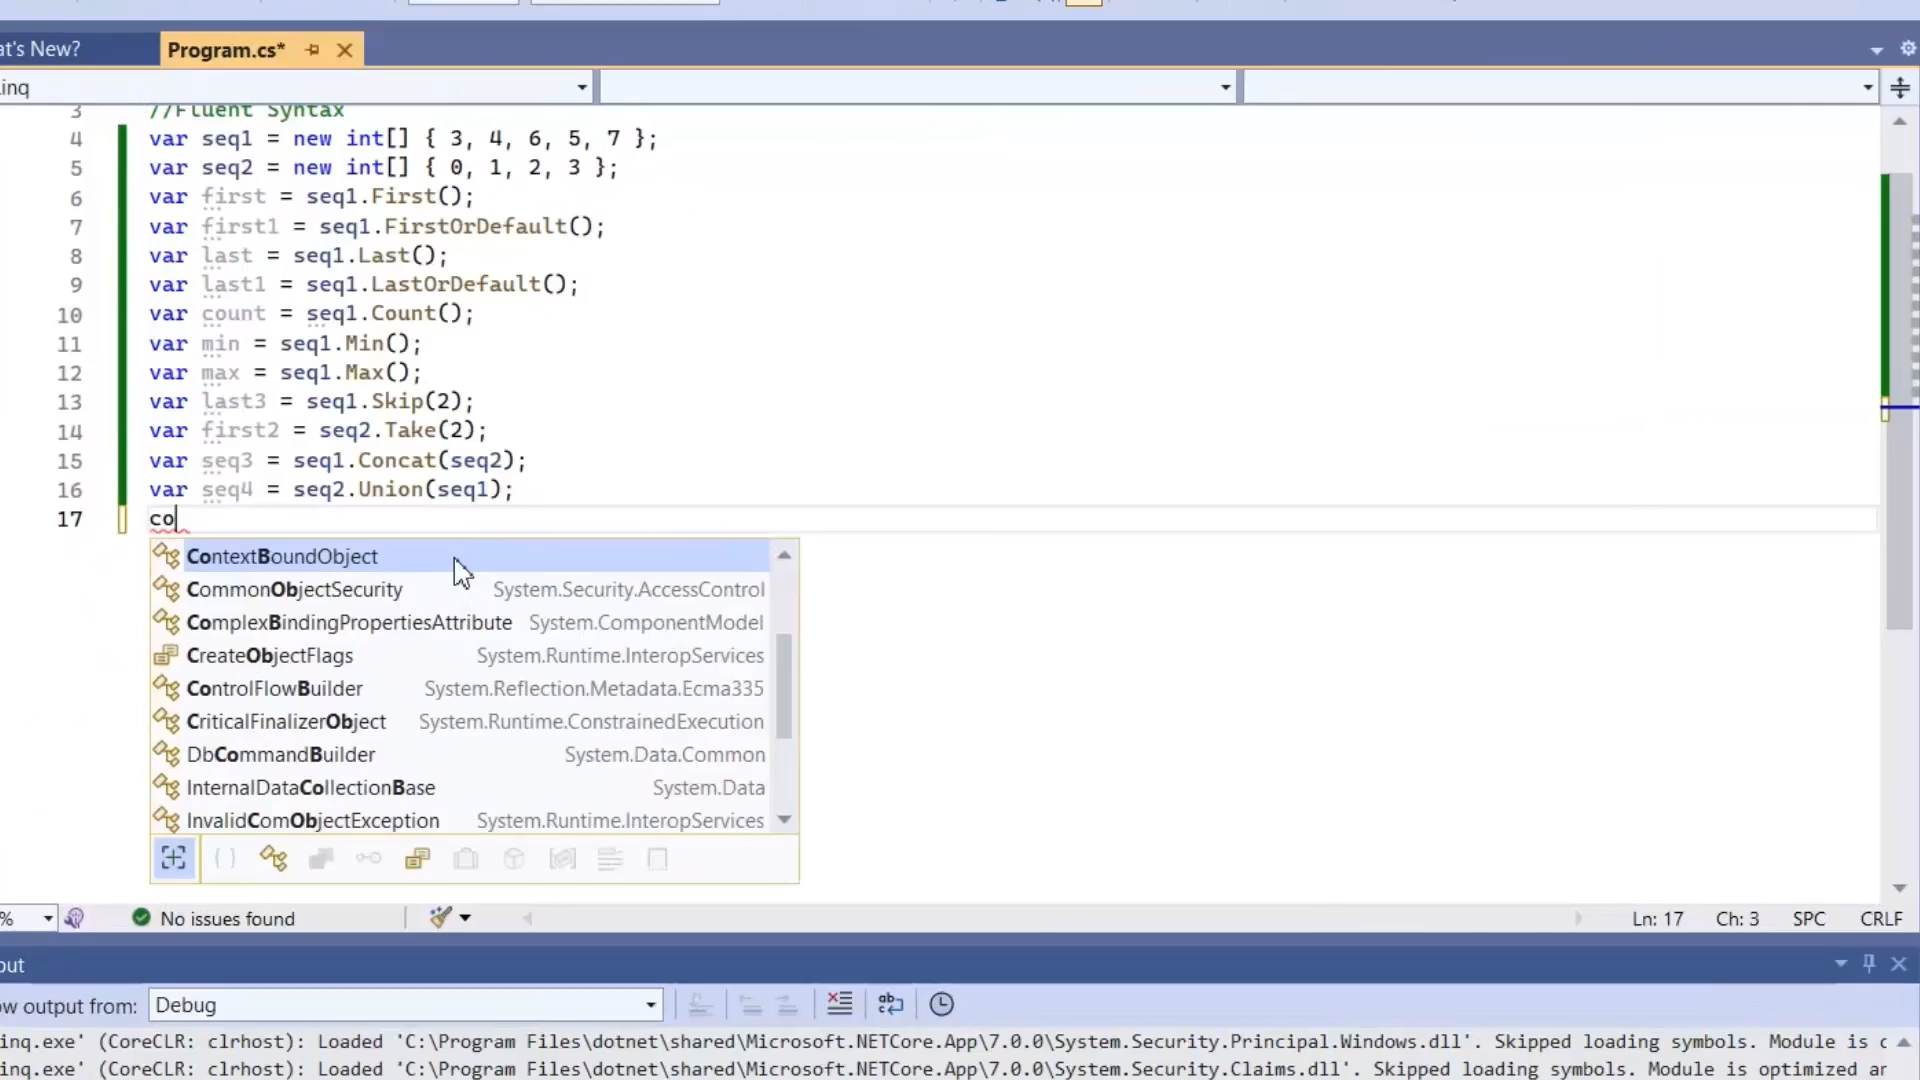 at's New?
Program.cs*
inq
3 //Fluent Syntax
4 var seq1 = new int[] { 3, 4, 6, 5, 7 };
5 var seq2 = new int[] { 0, 1, 2, 3 };
6 var first = seq1.First();
7 var first1 = seq1.FirstOrDefault();
8 var last = seq1.Last();
9 var last1 = seq1.LastOrDefault();
10 var count = seq1.Count();
11 var min = seq1.Min();
12 var max = seq1.Max();
13 var last3 = seq1.Skip(2);
14 var first2 = seq2.Take(2);
15 var seq3 = seq1.Concat(seq2);
16 var seq4 = seq2.Union(seq1);
17 co
ContextBoundObject
CommonObjectSecurity System.Security.AccessControl
ComplexBindingPropertiesAttribute System.ComponentModel
CreateObjectFlags System.Runtime.InteropServices
ControlFlowBuilder System.Reflection.Metadata.Ecma335
CriticalFinalizerObject System.Runtime.ConstrainedExecution
DbCommandBuilder System.Data.Common
InternalDataCollectionBase System.Data
InvalidComObjectException System.Runtime.InteropServices
% No issues found Ln: 17 Ch: 3 SPC CRLF
out
ow output from: Debug
inq.exe' (CoreCLR: clrhost): Loaded 'C:\Program Files\dotnet\shared\Microsoft.NETCore.App\7.0.0\System.Security.Principal.Windows.dll'. Skipped loading symbols. Module is
inq.exe' (CoreCLR: clrhost): Loaded 'C:\Program Files\dotnet\shared\Microsoft.NETCore.App\7.0.0\System.Security.Claims.dll'. Skipped loading symbols. Module is optimized